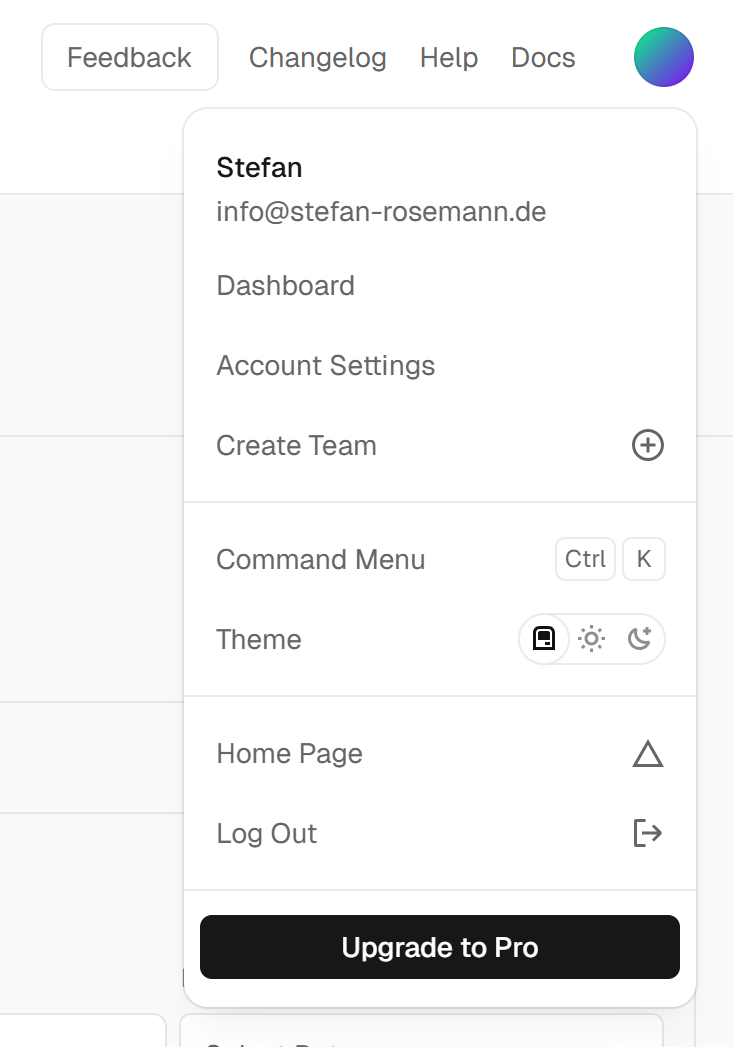 Feedback Changelog Help Docs
Stefan
info@stefan-rosemann.de
Dashboard
Account Settings
Create Team
Command Menu Ctrl K
Theme
Home Page
Log Out
Upgrade to Pro